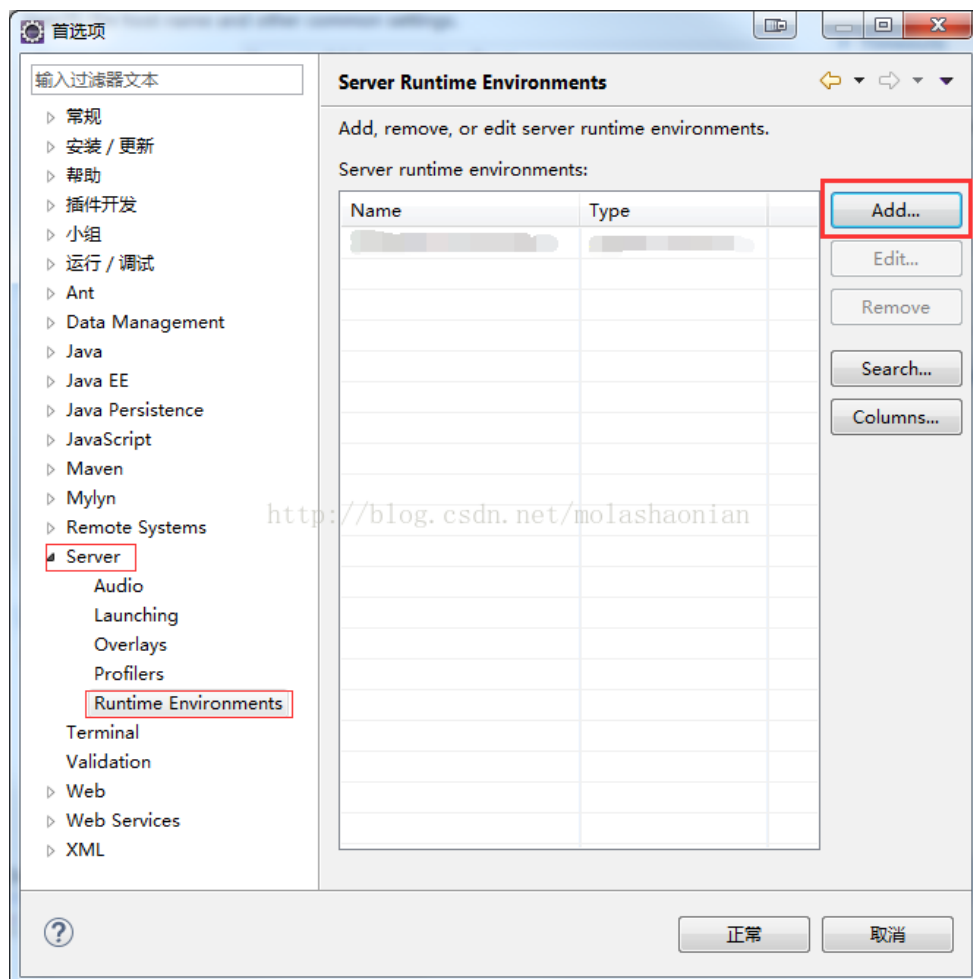 首选项
输入过滤器文本
常规
安装 / 更新
帮助
插件开发
小组
运行 / 调试
Ant
Data Management
Java
Java EE
Java Persistence
JavaScript
Maven
Mylyn
Remote Systems
Server
Audio
Launching
Overlays
Profilers
Runtime Environments
Terminal
Validation
Web
Web Services
XML
Server Runtime Environments
Add, remove, or edit server runtime environments.
Server runtime environments:
Name Type
Add...
Edit...
Remove
Search...
Columns...
http://blog.csdn.net/molashaonian
正常 取消